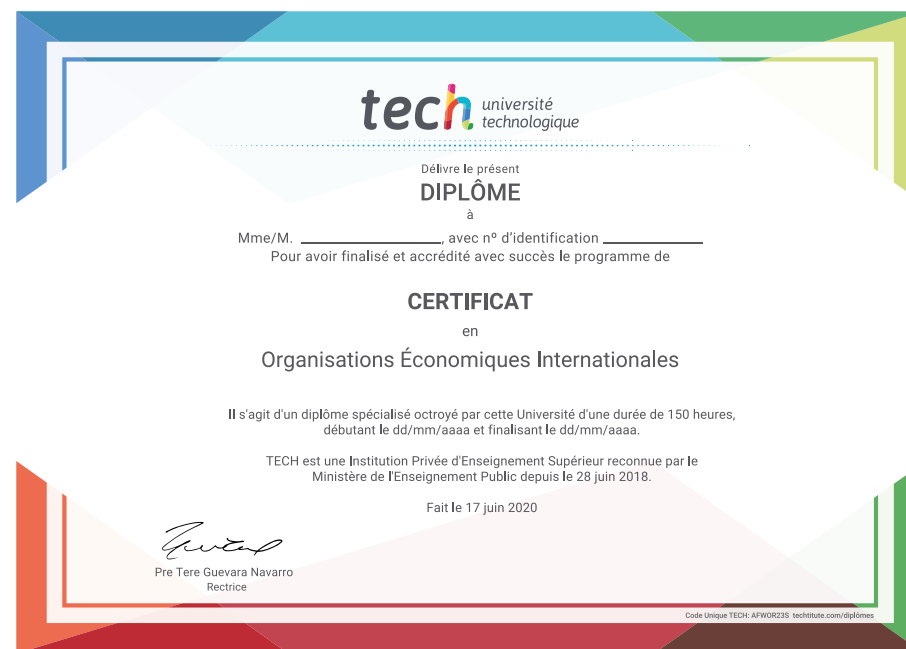 tech université
technologique
Délivre le présent
DIPLÔME
à
Mme/M. ____________________, avec nº d'identification ______________
Pour avoir finalisé et accrédité avec succès le programme de
CERTIFICAT
en
Organisations Économiques Internationales
Il s'agit d'un diplôme spécialisé octroyé par cette Université d'une durée de 150 heures,
débutant le dd/mm/aaaa et finalisant le dd/mm/aaaa.
TECH est une Institution Privée d'Enseignement Supérieur reconnue par le
Ministère de l'Enseignement Public depuis le 28 juin 2018.
Fait le 17 juin 2020
Pre Tere Guevara Navarro
Rectrice
Code Unique TECH: AFWOR23S techtitute.com/diplômes